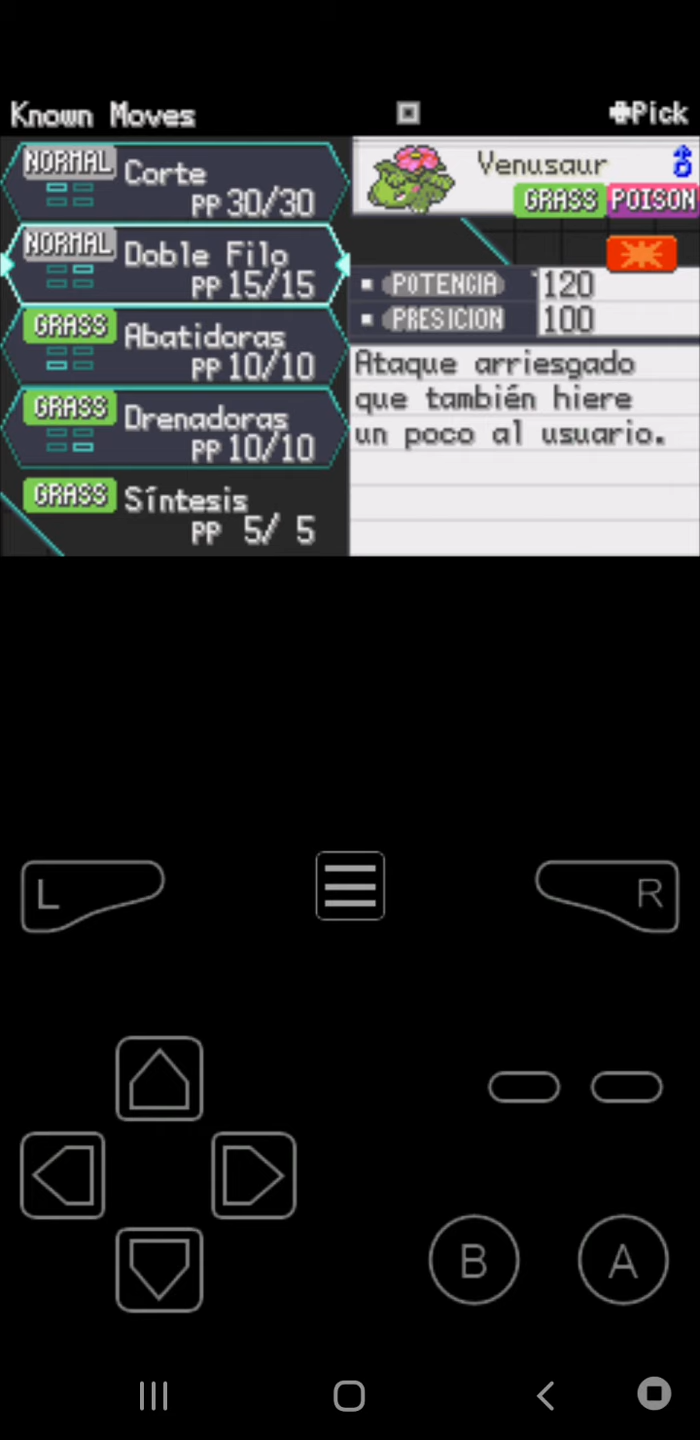 Known Moves
Pick
NORMAL
Corte
PP 30/30
NORMAL
Doble Filo
PP 15/15
GRASS
Abatidoras
PP 10/10
GRASS
Drenadoras
PP 10/10
GRASS
Síntesis
PP 5/ 5
Venusaur ♂
GRASS POISON
POTENCIA 120
PRESICION 100
Ataque arriesgado
que también hiere
un poco al usuario.
L
R
B
A